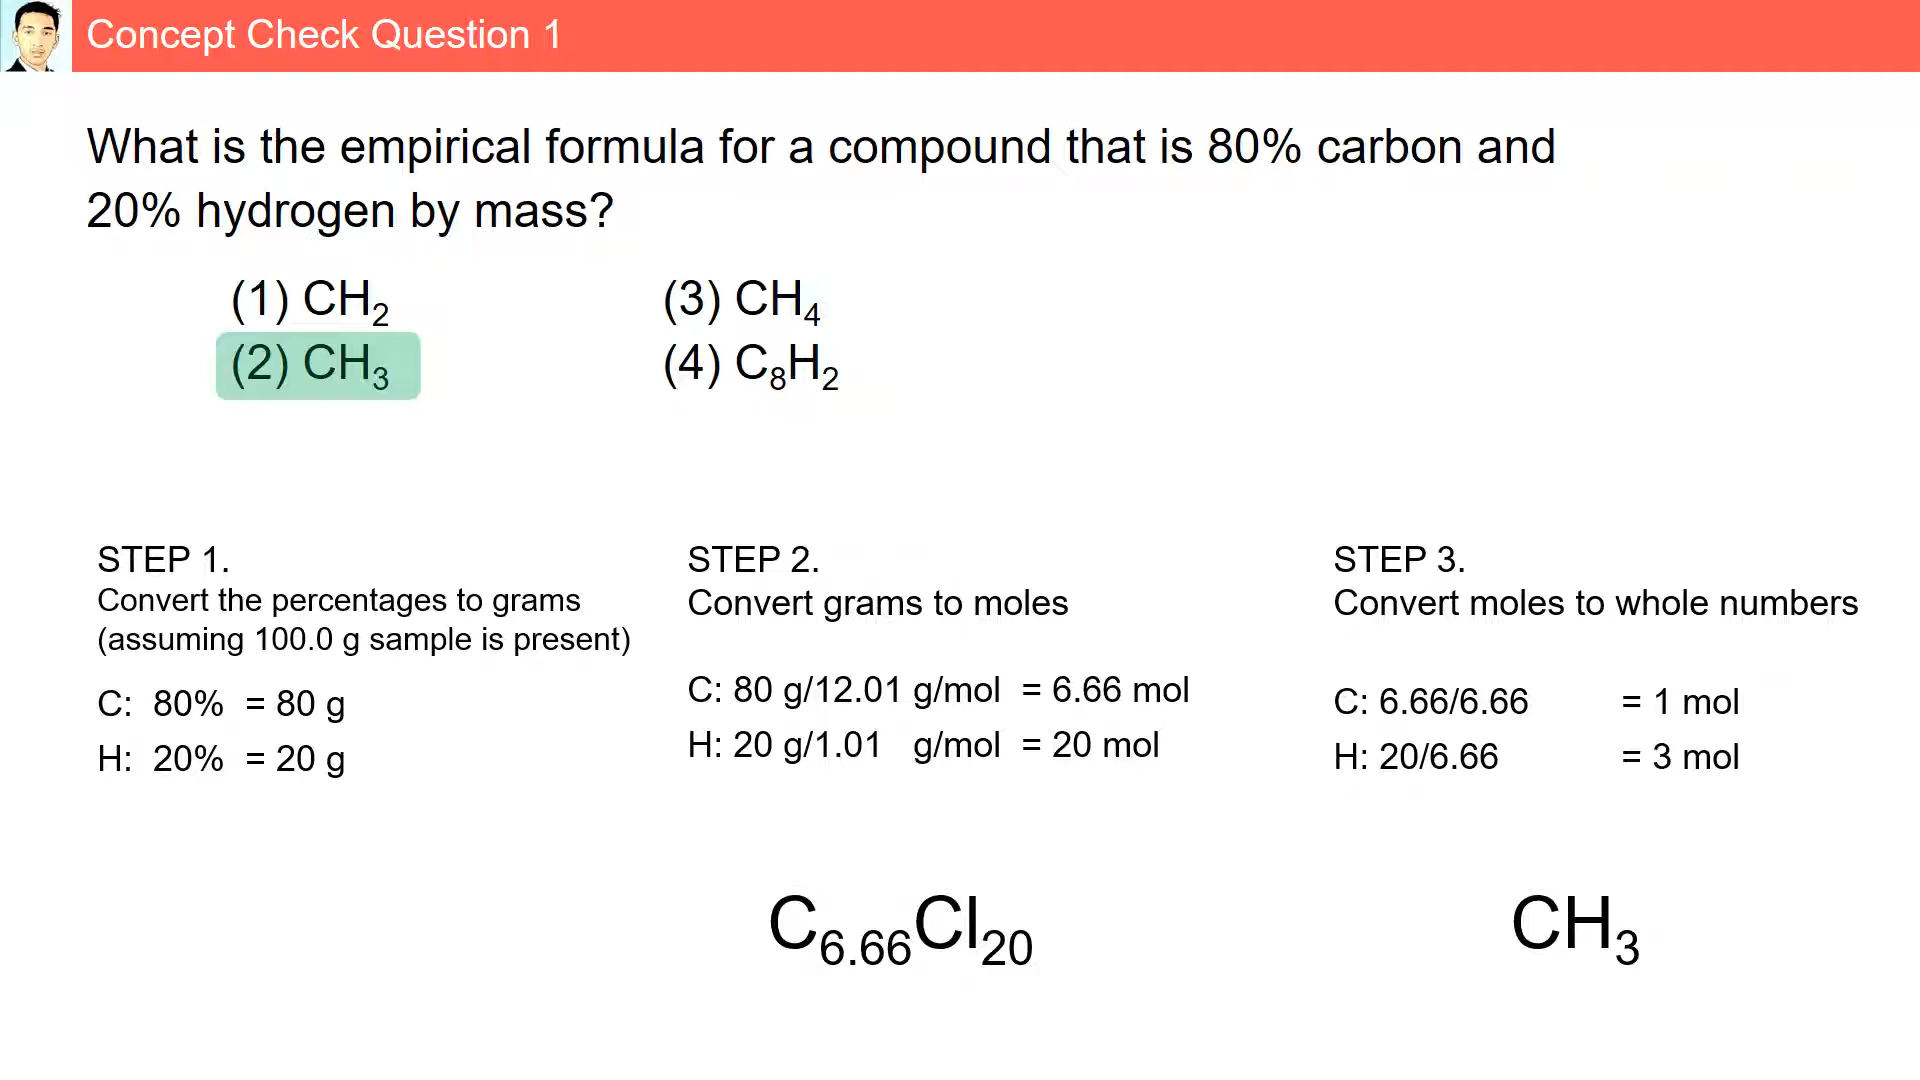 Concept Check Question 1
What is the empirical formula for a compound that is 80% carbon and
20% hydrogen by mass?
(1) CH₂
(3) CH₄
(2) CH₃
(4) C₈H₂
STEP 1.
Convert the percentages to grams
(assuming 100.0 g sample is present)
C: 80% = 80 g
H: 20% = 20 g
STEP 2.
Convert grams to moles
C: 80 g/12.01 g/mol = 6.66 mol
H: 20 g/1.01 g/mol = 20 mol
C₆.₆₆Cl₂₀
STEP 3.
Convert moles to whole numbers
C: 6.66/6.66 = 1 mol
H: 20/6.66 = 3 mol
CH₃